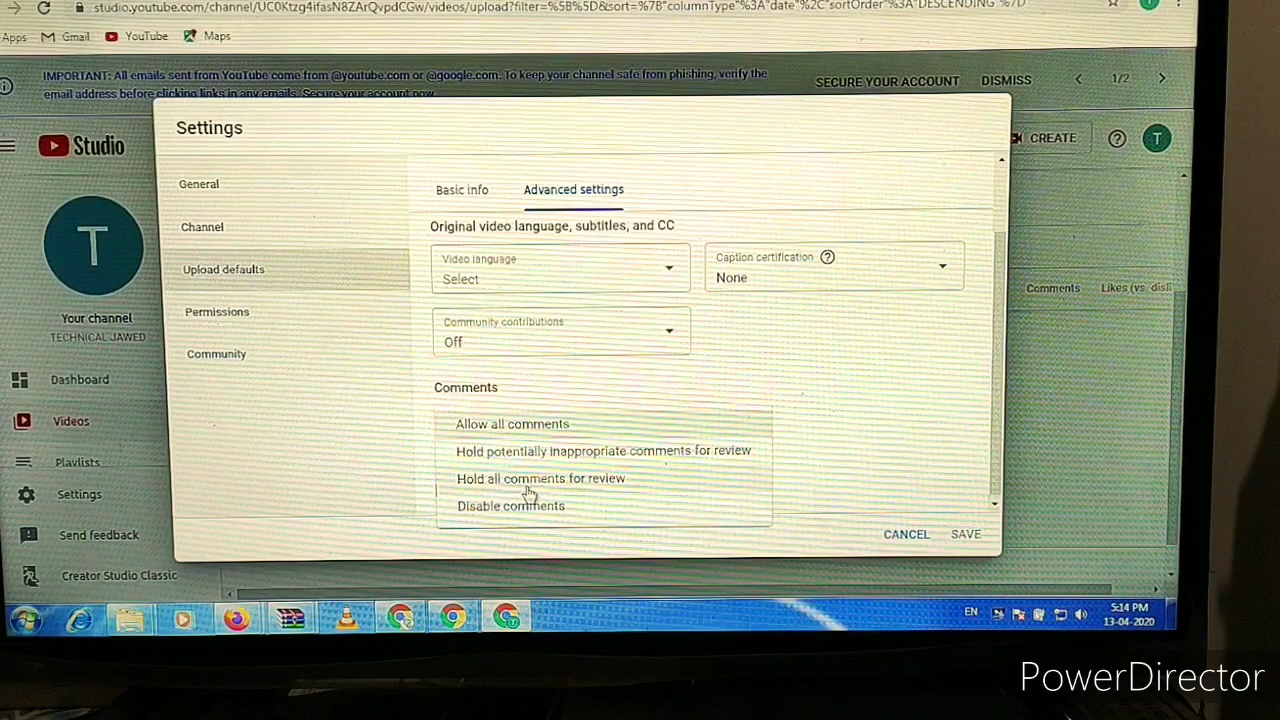 studio.youtube.com/channel/UC0Ktzg4ifasN8ZArQvpdCGw/videos/upload?filter=%5B%5D&sort=%7B"columnType"%3A"date"%2C"sortOrder"%3A"DESCENDING"%7D
Apps Gmail YouTube Maps
IMPORTANT: All emails sent from YouTube come from @youtube.com or @google.com. To keep your channel safe from phishing, verify the
email address before clicking links in any emails. Secure your account now.
SECURE YOUR ACCOUNT DISMISS 1/2
Settings
Studio
CREATE
T
General
Channel
Upload defaults
Permissions
Community
Basic info Advanced settings
Original video language, subtitles, and CC
Video language
Select
Caption certification
None
Community contributions
Off
Comments
Allow all comments
Hold potentially inappropriate comments for review
Hold all comments for review
Disable comments
CANCEL SAVE
T
Your channel
TECHNICAL JAWED
Dashboard
Videos
Playlists
Settings
Send feedback
Creator Studio Classic
Comments Likes (vs. disli
EN
5:14 PM
13-04-2020
PowerDirector